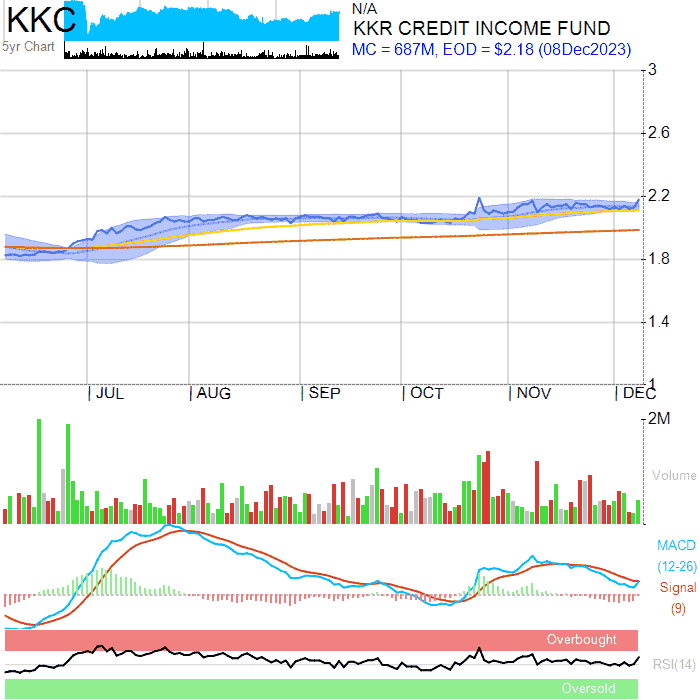 KKC
5yr Chart
N/A
KKR CREDIT INCOME FUND
MC = 687M, EOD = $2.18 (08Dec2023)
3
2.6
2.2
1.8
1.4
1
JUL AUG SEP OCT NOV DEC
2M
Volume
MACD
(12-26)
Signal
(9)
Overbought
RSI(14)
Oversold